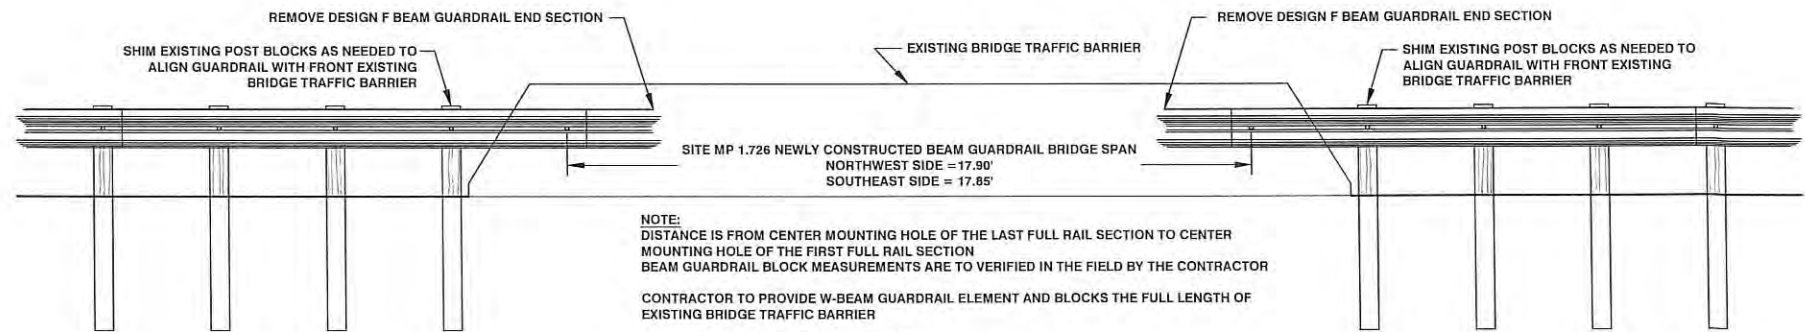 REMOVE DESIGN F BEAM GUARDRAIL END SECTION
SHIM EXISTING POST BLOCKS AS NEEDED TO
ALIGN GUARDRAIL WITH FRONT EXISTING
BRIDGE TRAFFIC BARRIER
EXISTING BRIDGE TRAFFIC BARRIER
REMOVE DESIGN F BEAM GUARDRAIL END SECTION
SHIM EXISTING POST BLOCKS AS NEEDED TO
ALIGN GUARDRAIL WITH FRONT EXISTING
BRIDGE TRAFFIC BARRIER
SITE MP 1.726 NEWLY CONSTRUCTED BEAM GUARDRAIL BRIDGE SPAN
NORTHWEST SIDE =17.90'
SOUTHEAST SIDE = 17.85'
NOTE:
DISTANCE IS FROM CENTER MOUNTING HOLE OF THE LAST FULL RAIL SECTION TO CENTER
MOUNTING HOLE OF THE FIRST FULL RAIL SECTION
BEAM GUARDRAIL BLOCK MEASUREMENTS ARE TO VERIFIED IN THE FIELD BY THE CONTRACTOR
CONTRACTOR TO PROVIDE W-BEAM GUARDRAIL ELEMENT AND BLOCKS THE FULL LENGTH OF
EXISTING BRIDGE TRAFFIC BARRIER